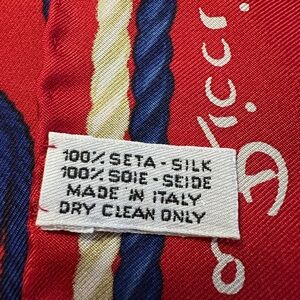 100% SETA - SILK
100% SOIE - SEIDE
MADE IN ITALY
DRY CLEAN ONLY